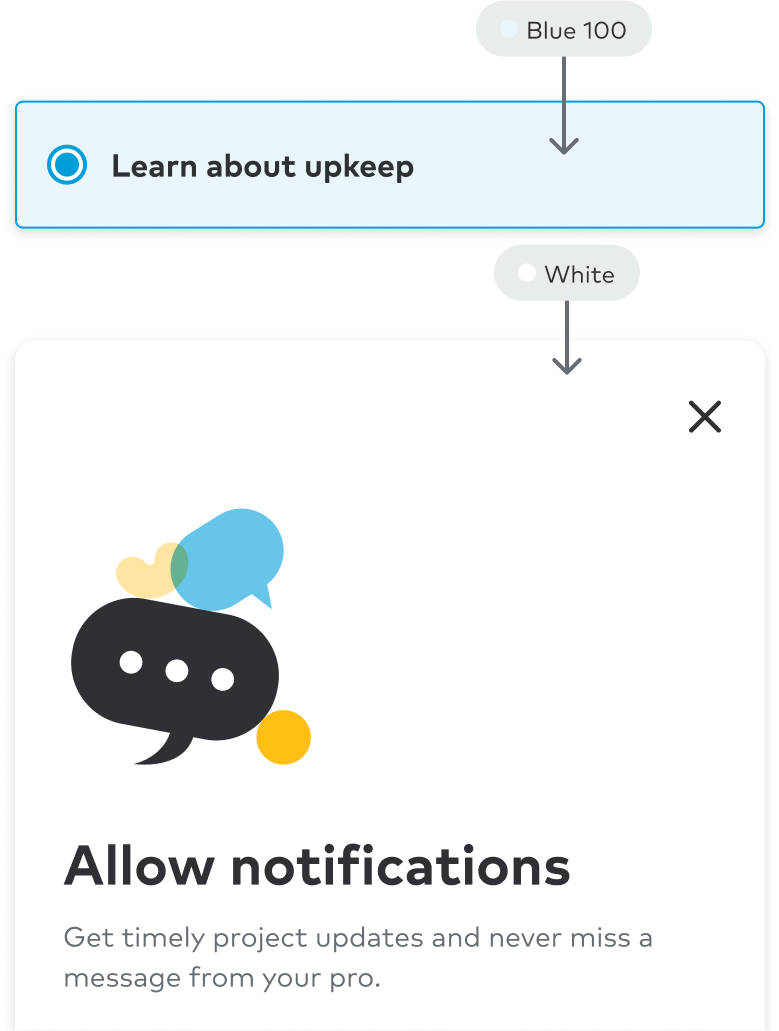 Blue 100
Learn about upkeep
White
Allow notifications
Get timely project updates and never miss a
message from your pro.